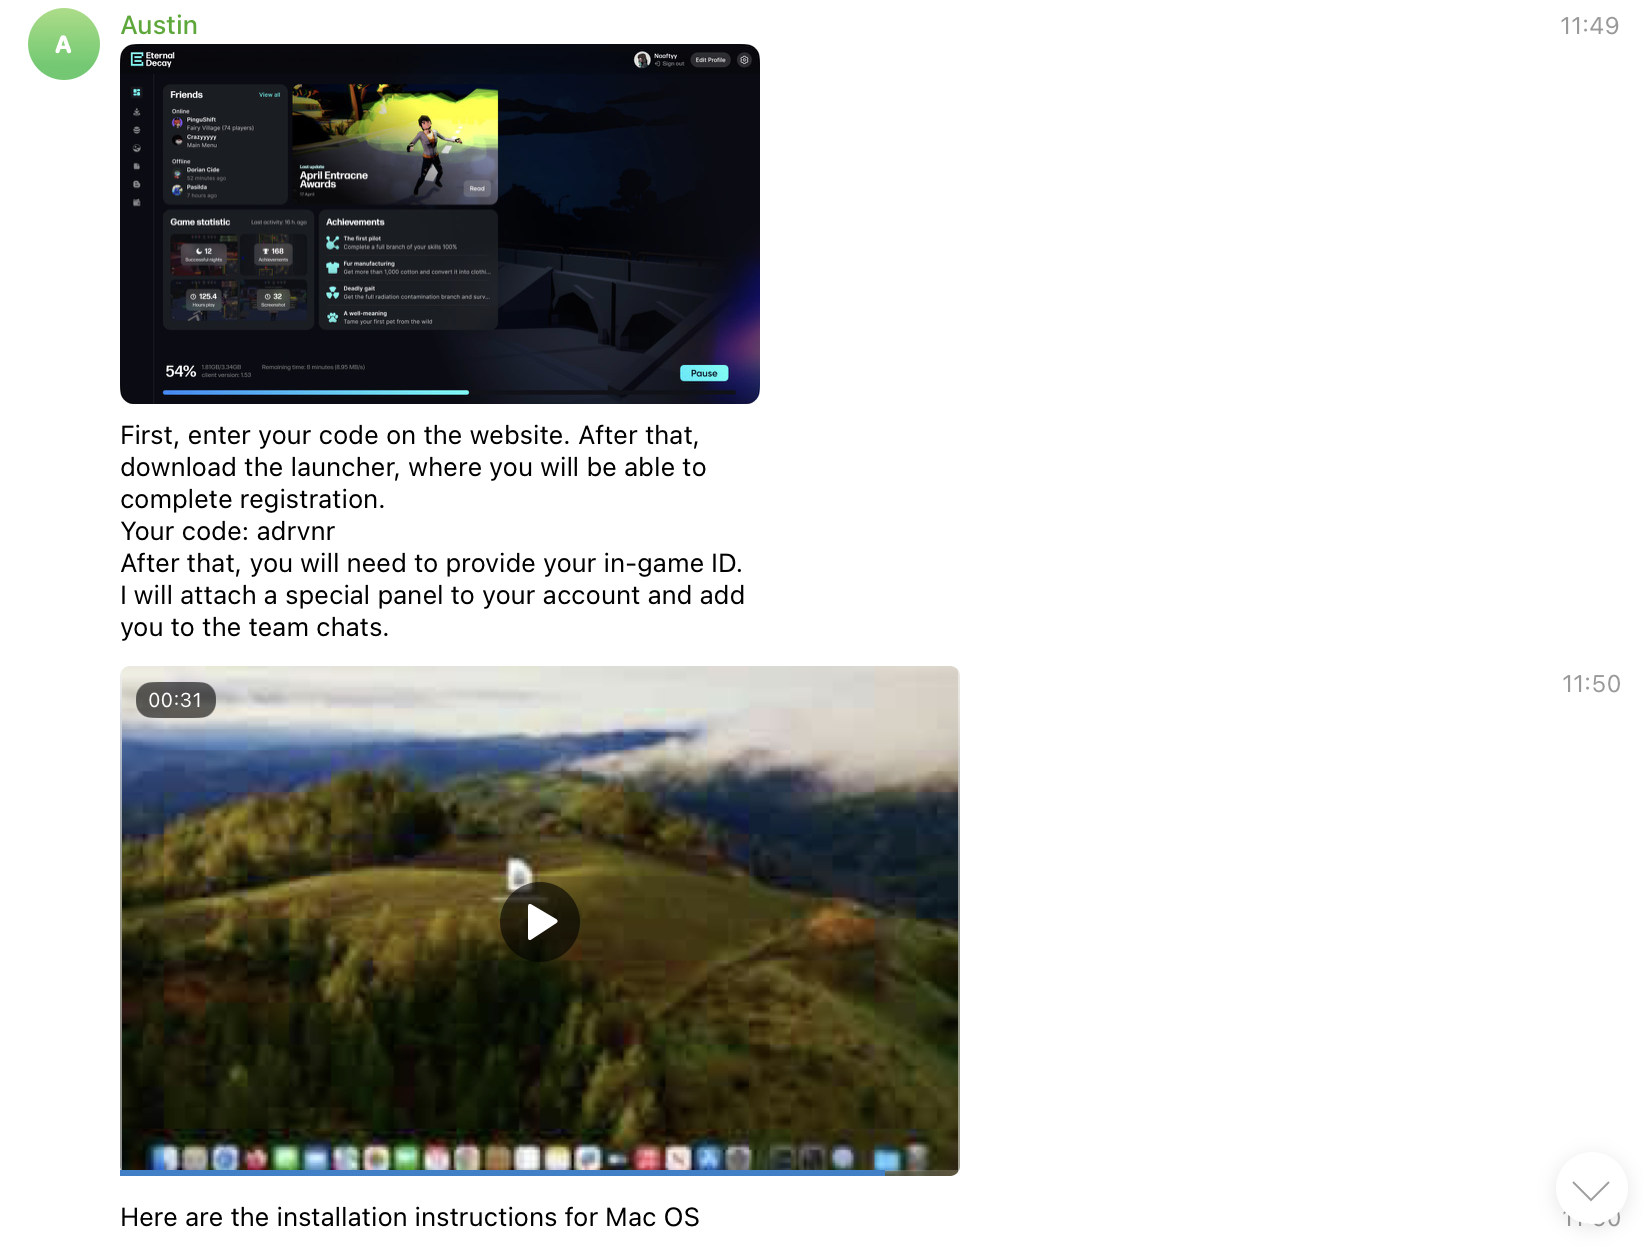 Austin
11:49
A
Eternal
Decay
Nooftyy
Sign out
Edit Profile
Friends
View all
Online
PinguShift
Fairy Village (74 players)
Crazyyyyy
Main Menu
Offline
Dorian Cide
52 minutes ago
Pasilda
7 hours ago
Last update
April Entracne
Awards
17 April
Read
Game statistic
Last activity: 16 h. ago
12
Successful nights
168
Achievements
125.4
Hours play
32
Screenshot
Achievements
The first pilot
Complete a full branch of your skills 100%
Fur manufacturing
Get more than 1,000 cotton and convert it into clothi...
Deadly gait
Get the full radiation contamination branch and surv...
A well-meaning
Tame your first pet from the wild
54%
1.81GB/3.34GB
client version: 1.53
Remaining time: 8 minutes (8.95 MB/s)
Pause
First, enter your code on the website. After that,
download the launcher, where you will be able to
complete registration.
Your code: adrvnr
After that, you will need to provide your in-game ID.
I will attach a special panel to your account and add
you to the team chats.
00:31
11:50
Here are the installation instructions for Mac OS